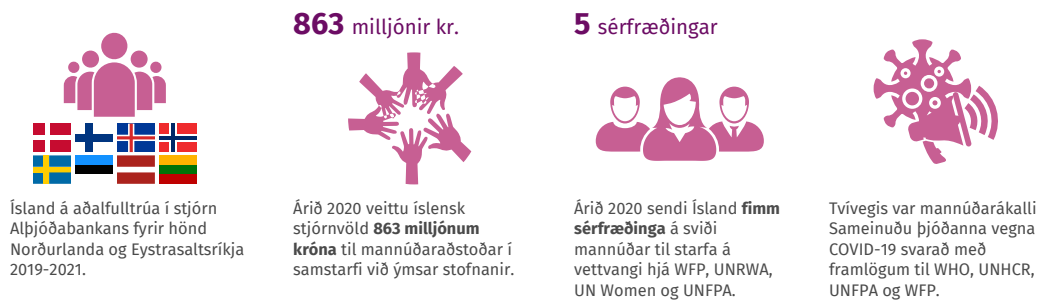 863 milljónir kr.
5 sérfræðingar
Ísland á aðalfulltrúa í stjórn
Alþjóðabankans fyrir hönd
Norðurlanda og Eystrasaltsríkja
2019-2021.
Árið 2020 veittu íslensk
stjórnvöld 863 milljónum
króna til mannúðaraðstoðar í
samstarfi við ýmsar stofnanir.
Árið 2020 sendi Ísland fimm
sérfræðinga á sviði
mannúðar til starfa á
vettvangi hjá WFP, UNRWA,
UN Women og UNFPA.
Tvívegis var mannúðarákalli
Sameinuðu þjóðanna vegna
COVID-19 svarað með
framlögum til WHO, UNHCR,
UNFPA og WFP.